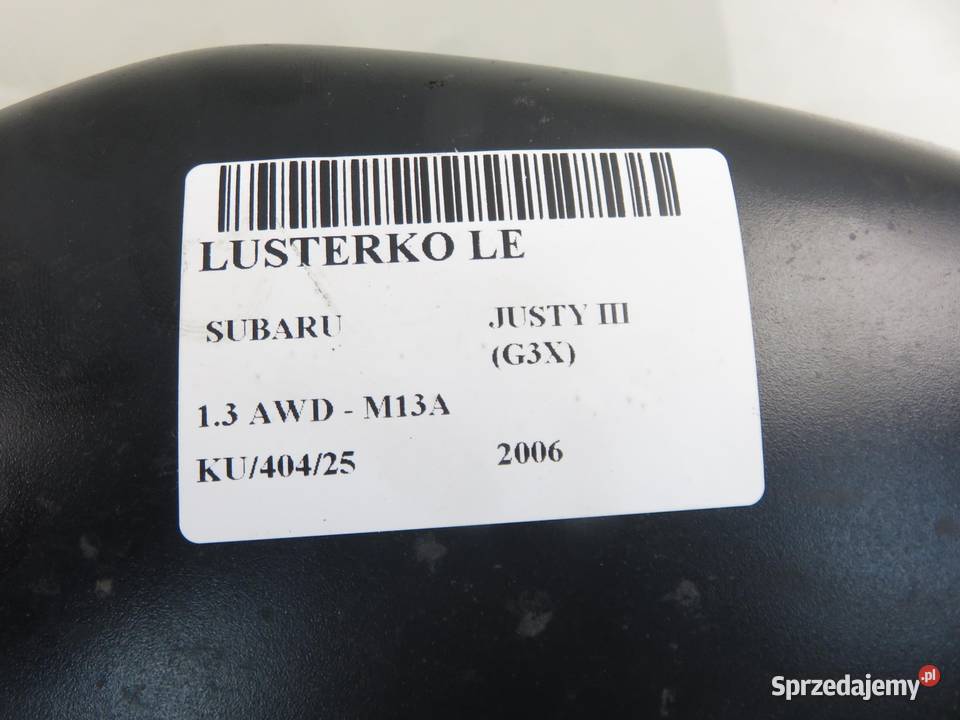 LUSTERKO LE
SUBARU JUSTY III
(G3X)
1.3 AWD - M13A
KU/404/25 2006
Sprzedajemy.pl